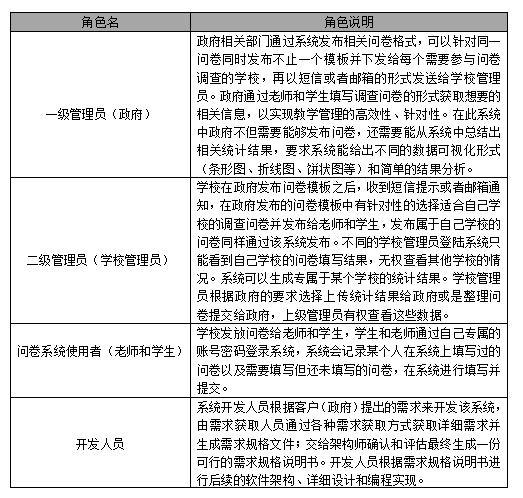 角色名 角色说明
一级管理员（政府）
政府相关部门通过系统发布相关问卷格式，可以针对同一
问卷同时发布不止一个模板并下发给每个需要参与问卷
调查的学校，再以短信或者邮箱的形式发送给学校管理
员。政府通过老师和学生填写调查问卷的形式获取想要的
相关信息，以实现教学管理的高效性、针对性。在此系统
中政府不但需要能够发布问卷，还需要能从系统中总结出
相关统计结果，要求系统能给出不同的数据可视化形式
（条形图、折线图、饼状图等）和简单的结果分析。
二级管理员（学校管理员）
学校在政府发布问卷模板之后，收到短信提示或者邮箱通
知，在政府发布的问卷模板中有针对性的选择适合自己学
校的调查问卷并发布给老师和学生，发布属于自己学校的
问卷同样通过该系统发布。不同的学校管理员登陆系统只
能看到自己学校的问卷填写结果，无权查看其他学校的情
况。系统可以生成专属于某个学校的统计结果。学校管理
员根据政府的要求选择上传统计结果给政府或是整理问
卷提交给政府，上级管理员有权查看这些数据。
问卷系统使用者（老师和学生）
学校发放问卷给老师和学生，学生和老师通过自己专属的
账号密码登录系统，系统会记录某个人在系统上填写过的
问卷以及需要填写但还未填写的问卷，在系统进行填写并
提交。
开发人员
系统开发人员根据客户（政府）提出的需求来开发该系统，
由需求获取人员通过各种需求获取方式获取详细需求并
生成需求规格文件；交给架构师确认和评估最终生成一份
可行的需求规格说明书。开发人员根据需求规格说明书进
行后续的软件架构、详细设计和编程实现。